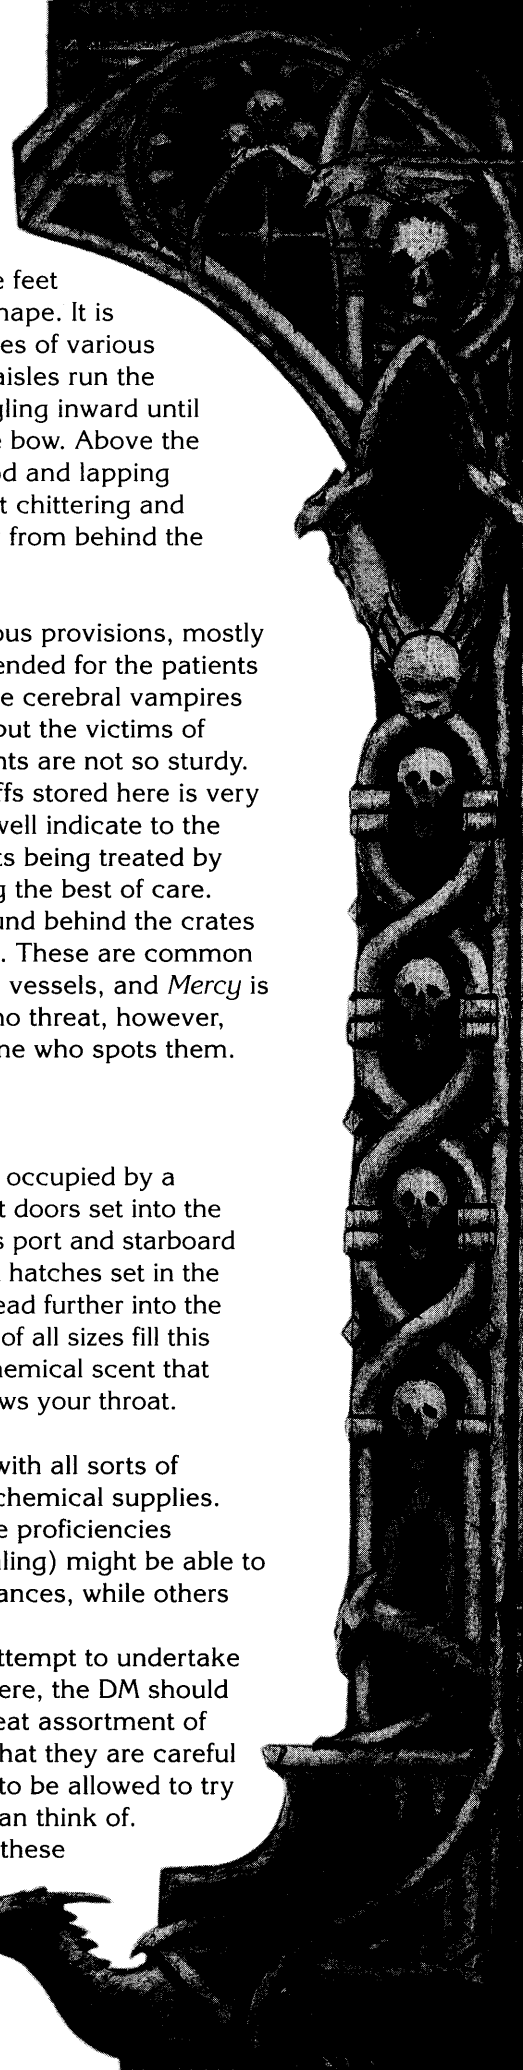 e feet
hape. It is
es of various
aisles run the
gling inward until
e bow. Above the
od and lapping
t chittering and
from behind the
ous provisions, mostly
ended for the patients
e cerebral vampires
out the victims of
nts are not so sturdy.
ffs stored here is very
well indicate to the
ts being treated by
g the best of care.
und behind the crates
. These are common
vessels, and Mercy is
no threat, however,
ne who spots them.
occupied by a
t doors set into the
s port and starboard
hatches set in the
ead further into the
of all sizes fill this
hemical scent that
ws your throat.
with all sorts of
chemical supplies.
e proficiencies
aling) might be able to
ances, while others
ttempt to undertake
ere, the DM should
eat assortment of
that they are careful
to be allowed to try
an think of.
these